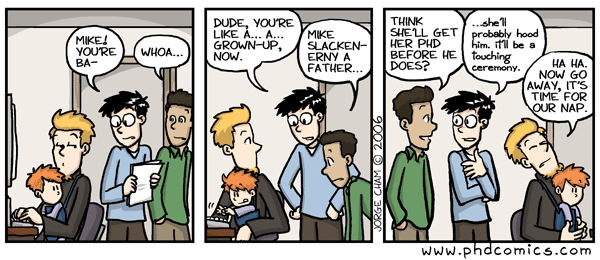 MIKE!
YOU'RE
BA-
WHOA...
DUDE, YOU'RE
LIKE A... A...
GROWN-UP,
NOW.
MIKE
SLACKEN-
ERNY A
FATHER...
THINK
SHE'LL GET
HER PHD
BEFORE HE
DOES?
...she'll
probably hood
him. it'll be a
touching
ceremony.
HA HA.
NOW GO
AWAY, IT'S
TIME FOR
OUR NAP.
JORGE CHAM © 2006
www.phdcomics.com